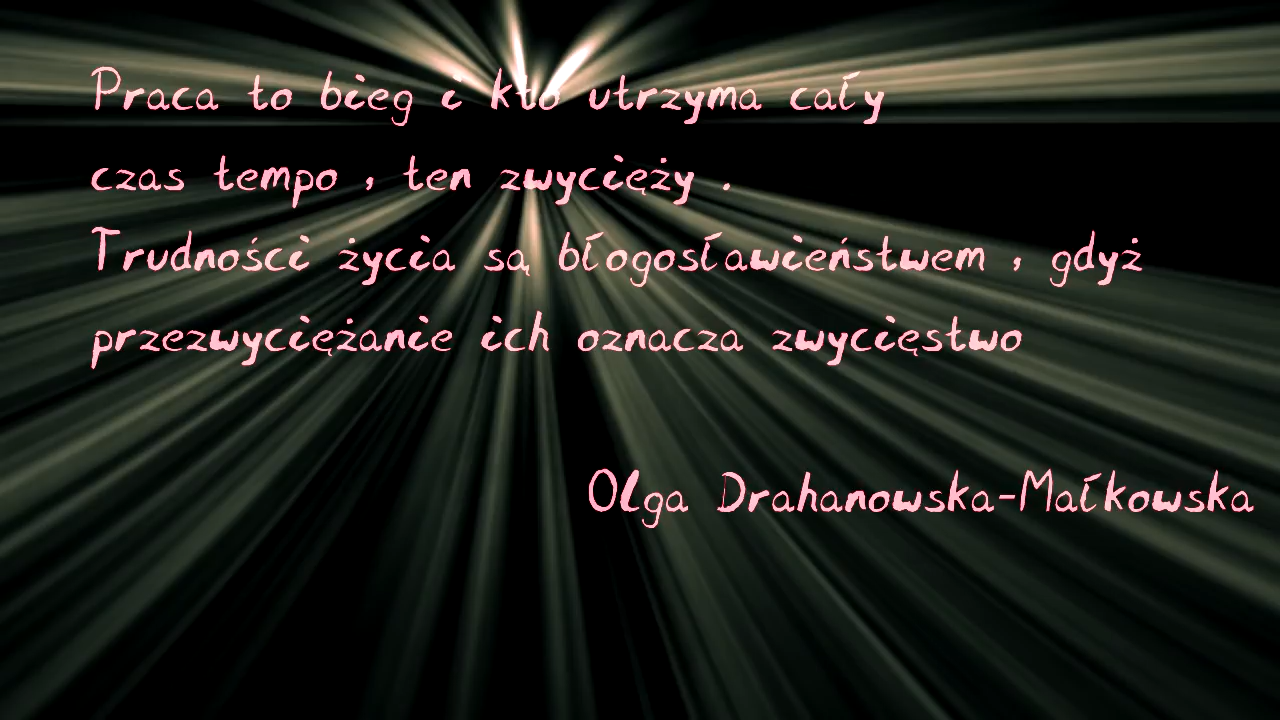 Praca to bieg i kto utrzyma cały
czas tempo , ten zwycięży .
Trudności życia są błogosławieństwem , gdyż
przezwyciężanie ich oznacza zwycięstwo
Olga Drahanowska-Małkowska